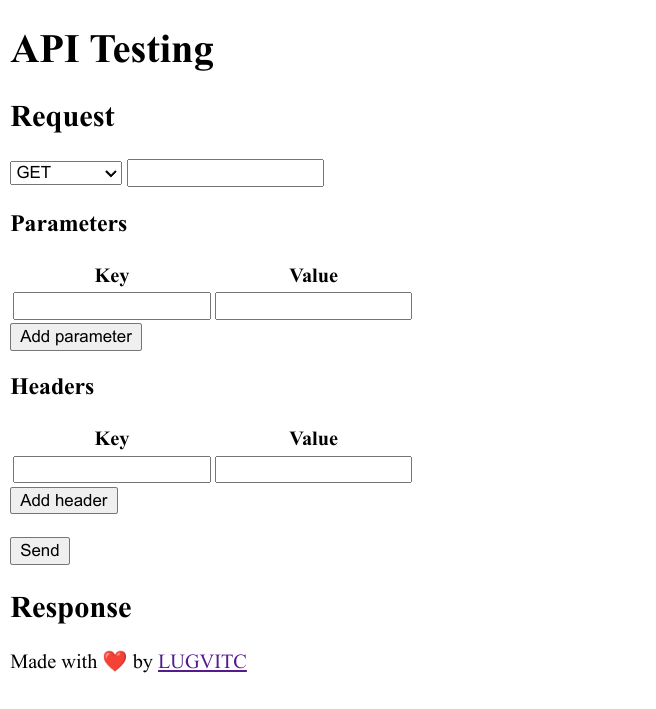 API Testing
Request
GET
Parameters
Key Value
Add parameter
Headers
Key Value
Add header
Send
Response
Made with ❤️ by LUGVITC